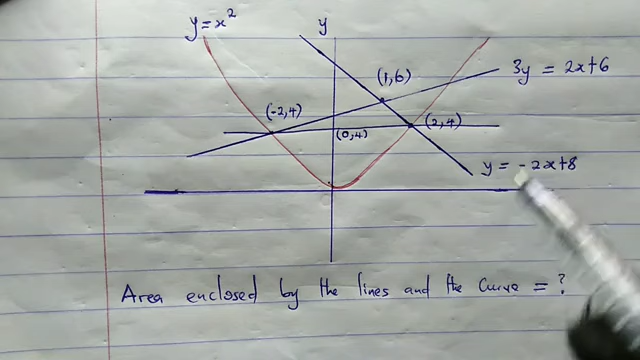 y = x²
y
(1,6)
3y = 2x+6
(-2,4)
(0,4)
(2,4)
y = -2x+8
Area enclosed by the lines and the curve = ?